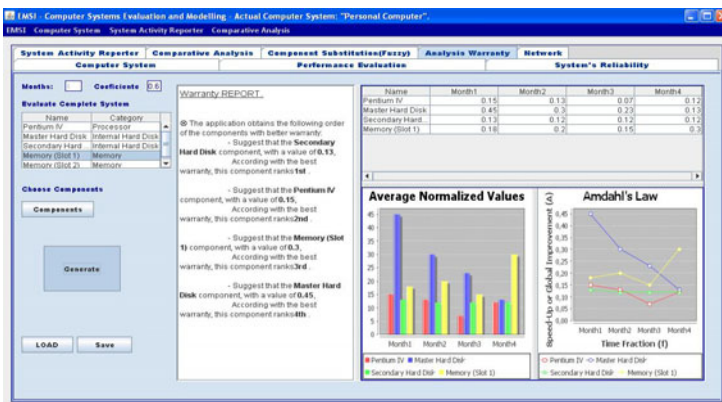 EMSI - Computer Systems Evaluation and Modelling - Actual Computer System: "Personal Computer".
EMSI Computer System System Activity Reporter Comparative Analysis
System Activity Reporter Comparative Analysis Component Substitution(Fuzzy) Analysis Warranty Network
Computer System Performance Evaluation System's Reliability
Months: Coeficiente 0.6
Evaluate Complete System
Name Category
Pentium IV Processor
Master Hard Disk Internal Hard Disk
Secondary Hard ... Internal Hard Disk
Memory (Slot 1) Memory
Memory (Slot 2) Memory
Choose Components
Components
Generate
LOAD Save
Warranty REPORT.
⊗ The application obtains the following order
of the components with better warranty.
- Suggest that the Secondary
Hard Disk component, with a value of 0.13,
According with the best
warranty, this component ranks1st .
- Suggest that the Pentium IV
component, with a value of 0.15,
According with the best
warranty, this component ranks2nd .
- Suggest that the Memory (Slot
1) component, with a value of 0.3,
According with the best
warranty, this component ranks3rd .
- Suggest that the Master Hard
Disk component, with a value of 0.45,
According with the best
warranty, this component ranks4th .
Name Month1 Month2 Month3 Month4
Pentium IV 0.15 0.13 0.07 0.12
Master Hard Disk 0.45 0.3 0.23 0.13
Secondary Hard... 0.13 0.12 0.12 0.12
Memory (Slot 1) 0.18 0.2 0.15 0.3
Average Normalized Values
45
40
35
30
25
20
15
10
5
0
Month1 Month2 Month3 Month4
Pentium IV Master Hard Disk
Secondary Hard Disk Memory (Slot 1)
Amdahl's Law
Speed-Up or Global Improvement (A)
0,45
0,40
0,35
0,30
0,25
0,20
0,15
0,10
0,05
0,00
Month1 Month2 Month3 Month4
Time Fraction (f)
Pentium IV Master Hard Disk
Secondary Hard Disk Memory (Slot 1)